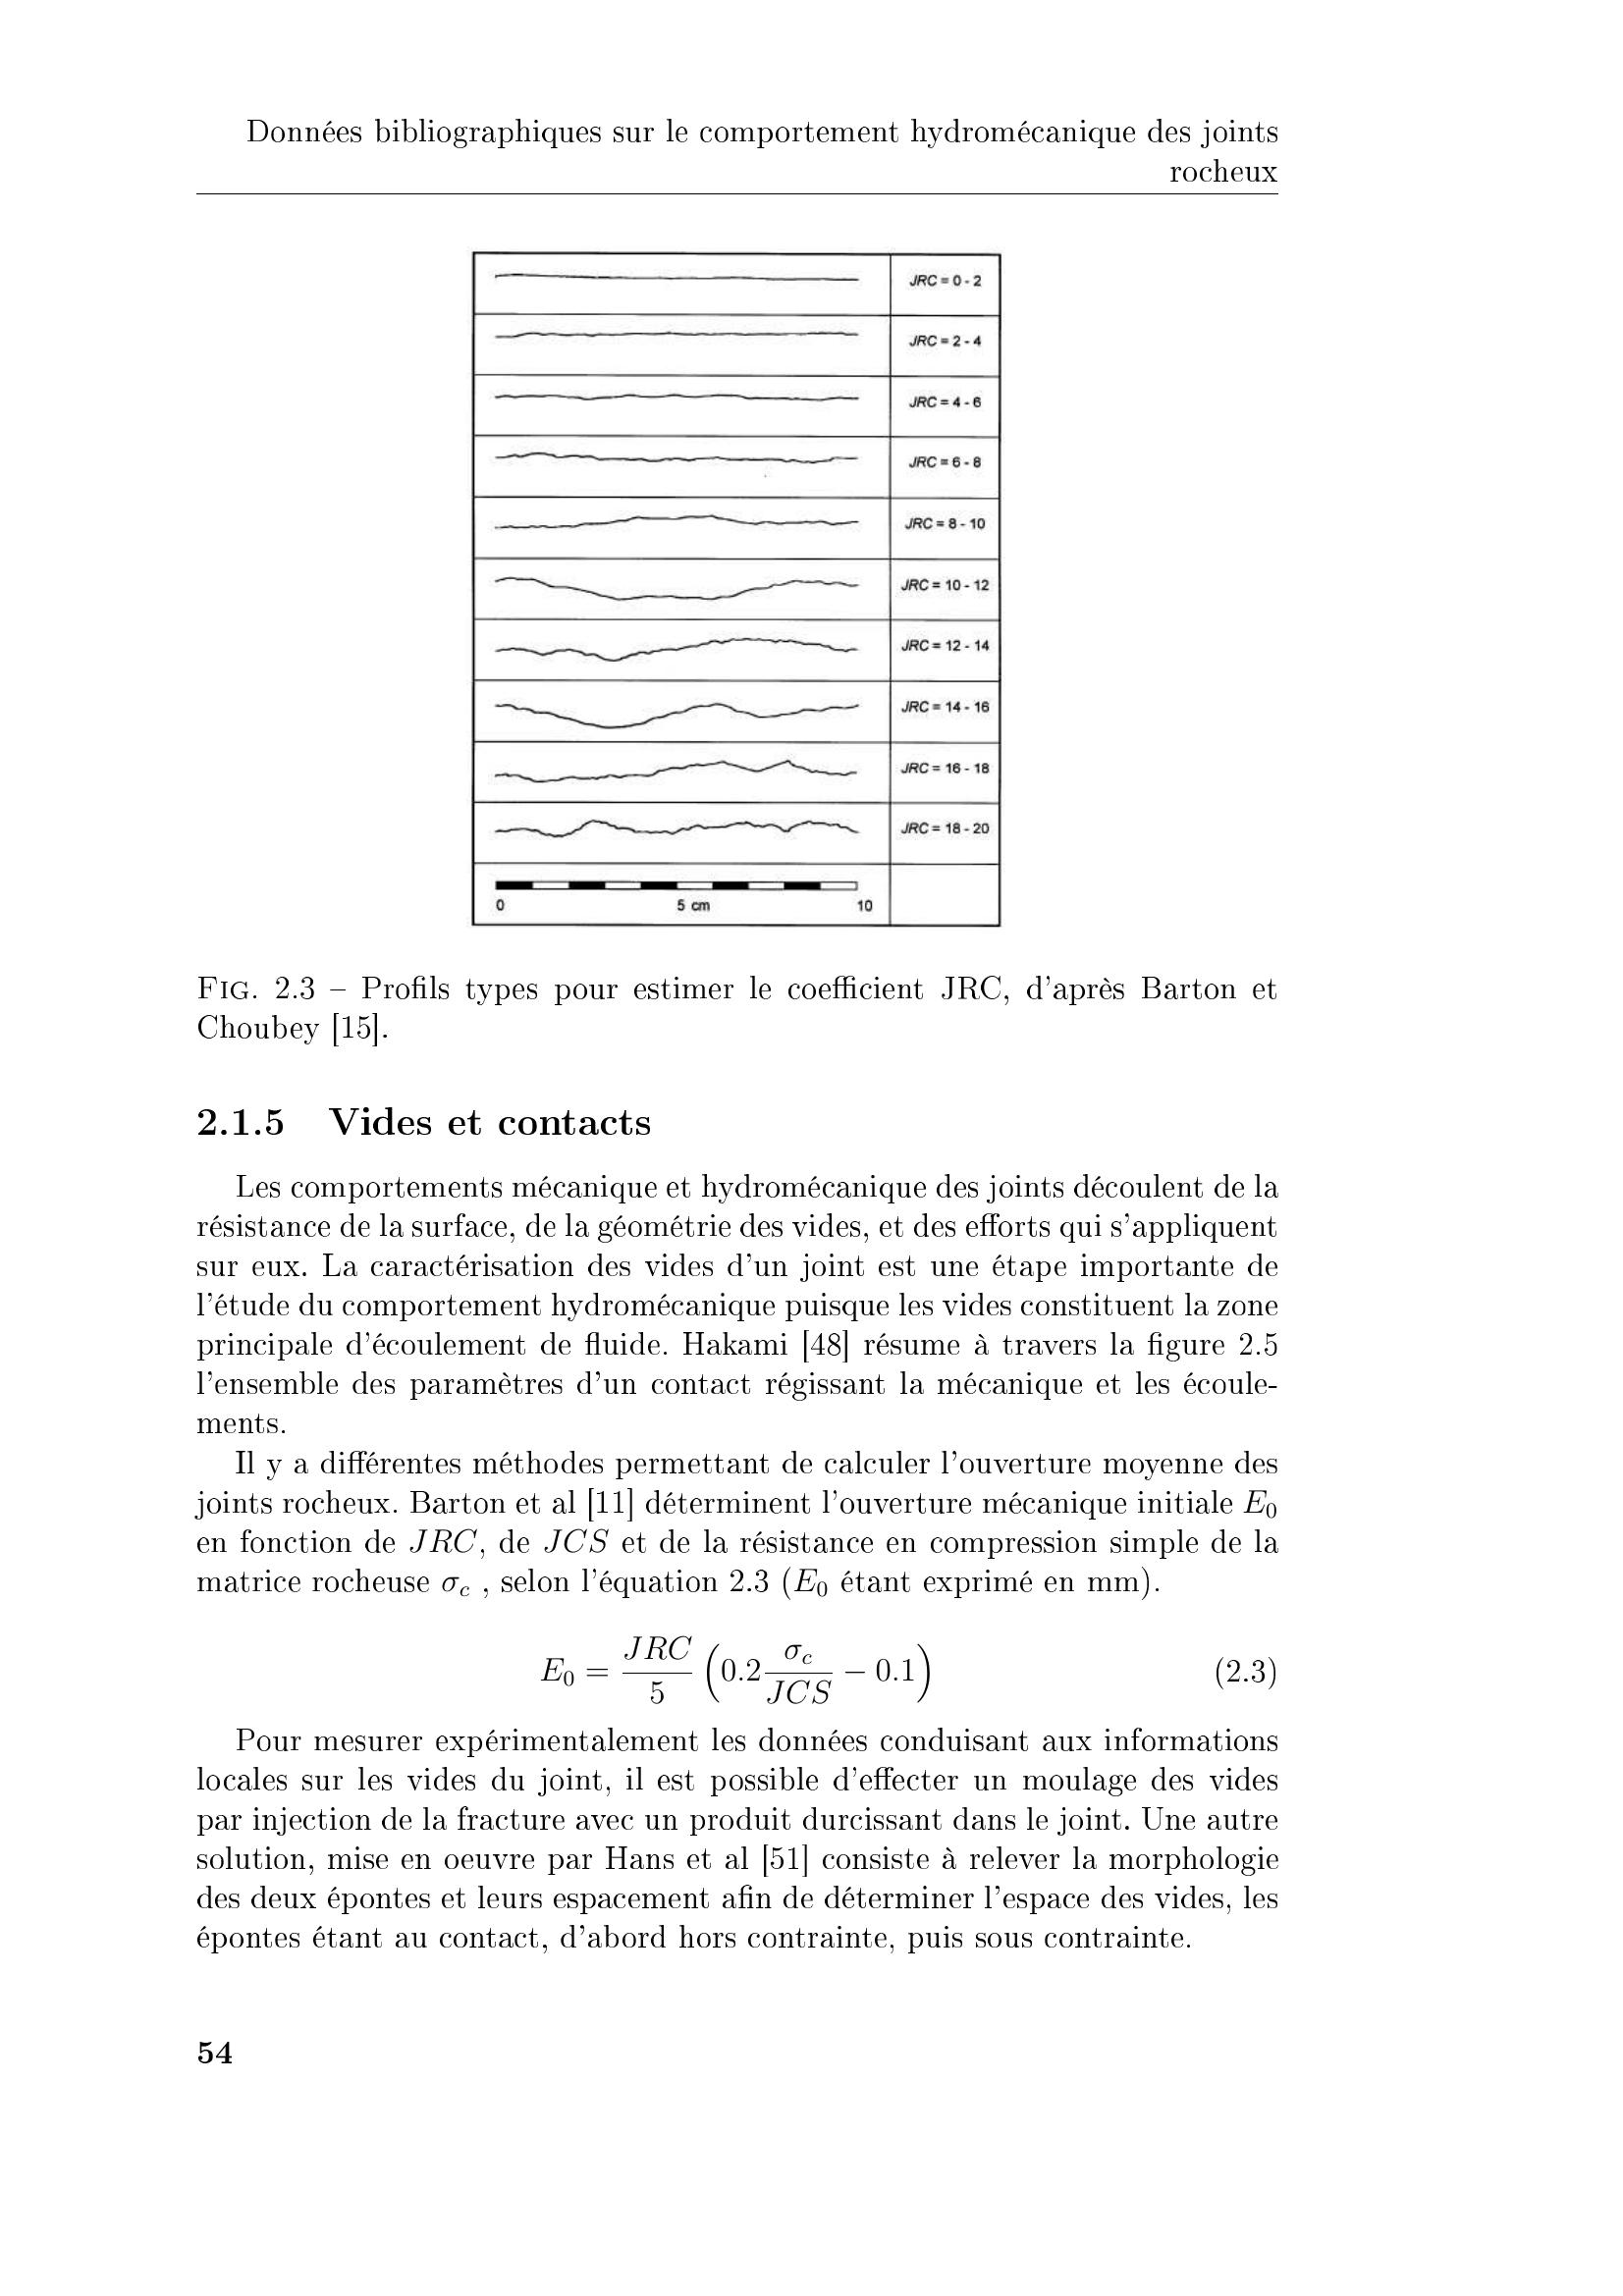 Données bibliographiques sur le comportement hydromécanique des joints
rocheux
JRC = 0 - 2
JRC = 2 - 4
JRC = 4 - 6
JRC = 6 - 8
JRC = 8 - 10
JRC = 10 - 12
JRC = 12 - 14
JRC = 14 - 16
JRC = 16 - 18
JRC = 18 - 20
0 5 cm 10
FIG. 2.3 – Profils types pour estimer le coefficient JRC, d'après Barton et
Choubey [15].
2.1.5 Vides et contacts
Les comportements mécanique et hydromécanique des joints découlent de la
résistance de la surface, de la géométrie des vides, et des efforts qui s'appliquent
sur eux. La caractérisation des vides d'un joint est une étape importante de
l'étude du comportement hydromécanique puisque les vides constituent la zone
principale d'écoulement de fluide. Hakami [48] résume à travers la figure 2.5
l'ensemble des paramètres d'un contact régissant la mécanique et les écoule-
ments.
Il y a différentes méthodes permettant de calculer l'ouverture moyenne des
joints rocheux. Barton et al [11] déterminent l'ouverture mécanique initiale E₀
en fonction de JRC, de JCS et de la résistance en compression simple de la
matrice rocheuse σ_c , selon l'équation 2.3 (E₀ étant exprimé en mm).
E₀ = JRC/5 (0.2 σ_c/JCS − 0.1) (2.3)
Pour mesurer expérimentalement les données conduisant aux informations
locales sur les vides du joint, il est possible d'effecter un moulage des vides
par injection de la fracture avec un produit durcissant dans le joint. Une autre
solution, mise en oeuvre par Hans et al [51] consiste à relever la morphologie
des deux épontes et leurs espacement afin de déterminer l'espace des vides, les
épontes étant au contact, d'abord hors contrainte, puis sous contrainte.
54